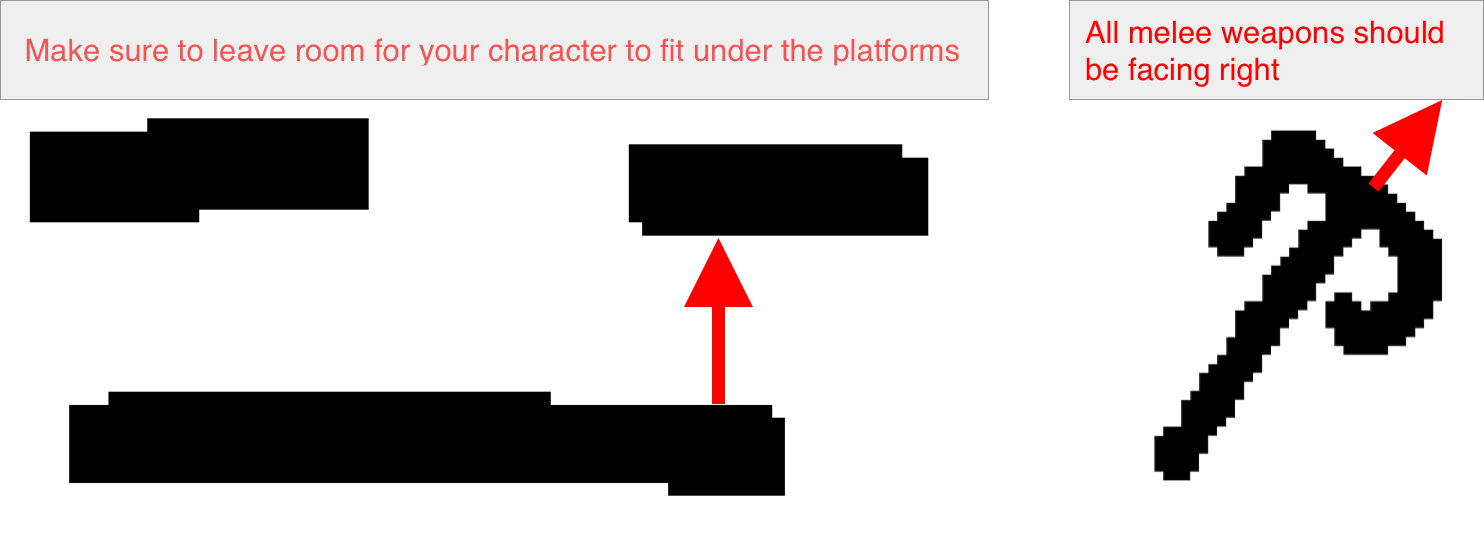 Make sure to leave room for your character to fit under the platforms
All melee weapons should
be facing right